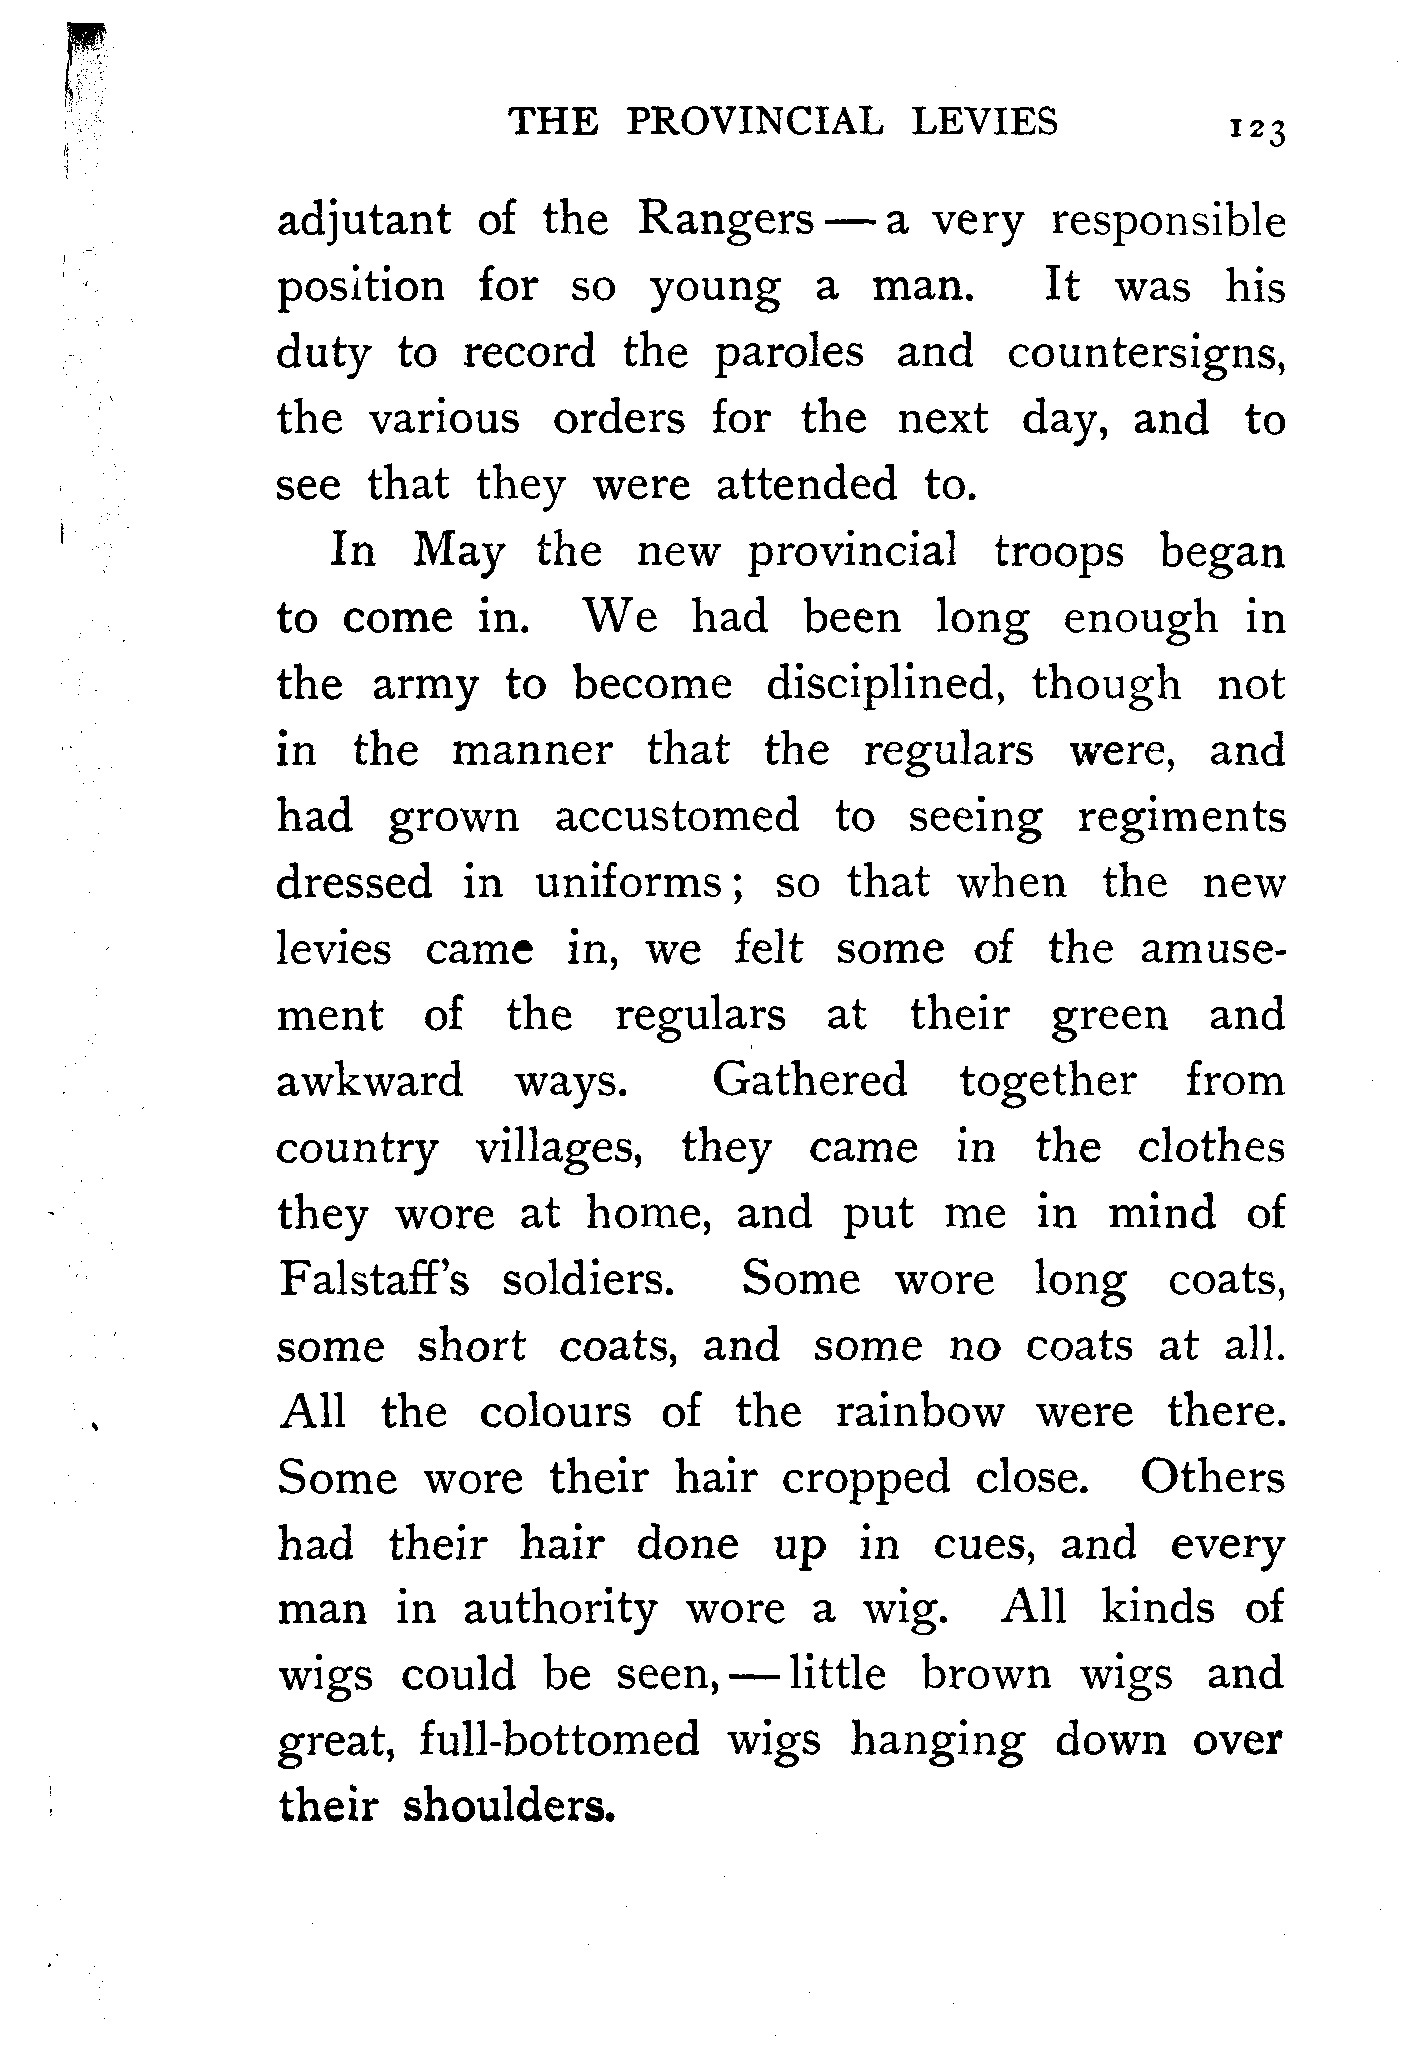 THE PROVINCIAL LEVIES 123
adjutant of the Rangers — a very responsible
position for so young a man. It was his
duty to record the paroles and countersigns,
the various orders for the next day, and to
see that they were attended to.
In May the new provincial troops began
to come in. We had been long enough in
the army to become disciplined, though not
in the manner that the regulars were, and
had grown accustomed to seeing regiments
dressed in uniforms; so that when the new
levies came in, we felt some of the amuse-
ment of the regulars at their green and
awkward ways. Gathered together from
country villages, they came in the clothes
they wore at home, and put me in mind of
Falstaff's soldiers. Some wore long coats,
some short coats, and some no coats at all.
All the colours of the rainbow were there.
Some wore their hair cropped close. Others
had their hair done up in cues, and every
man in authority wore a wig. All kinds of
wigs could be seen, — little brown wigs and
great, full-bottomed wigs hanging down over
their shoulders.